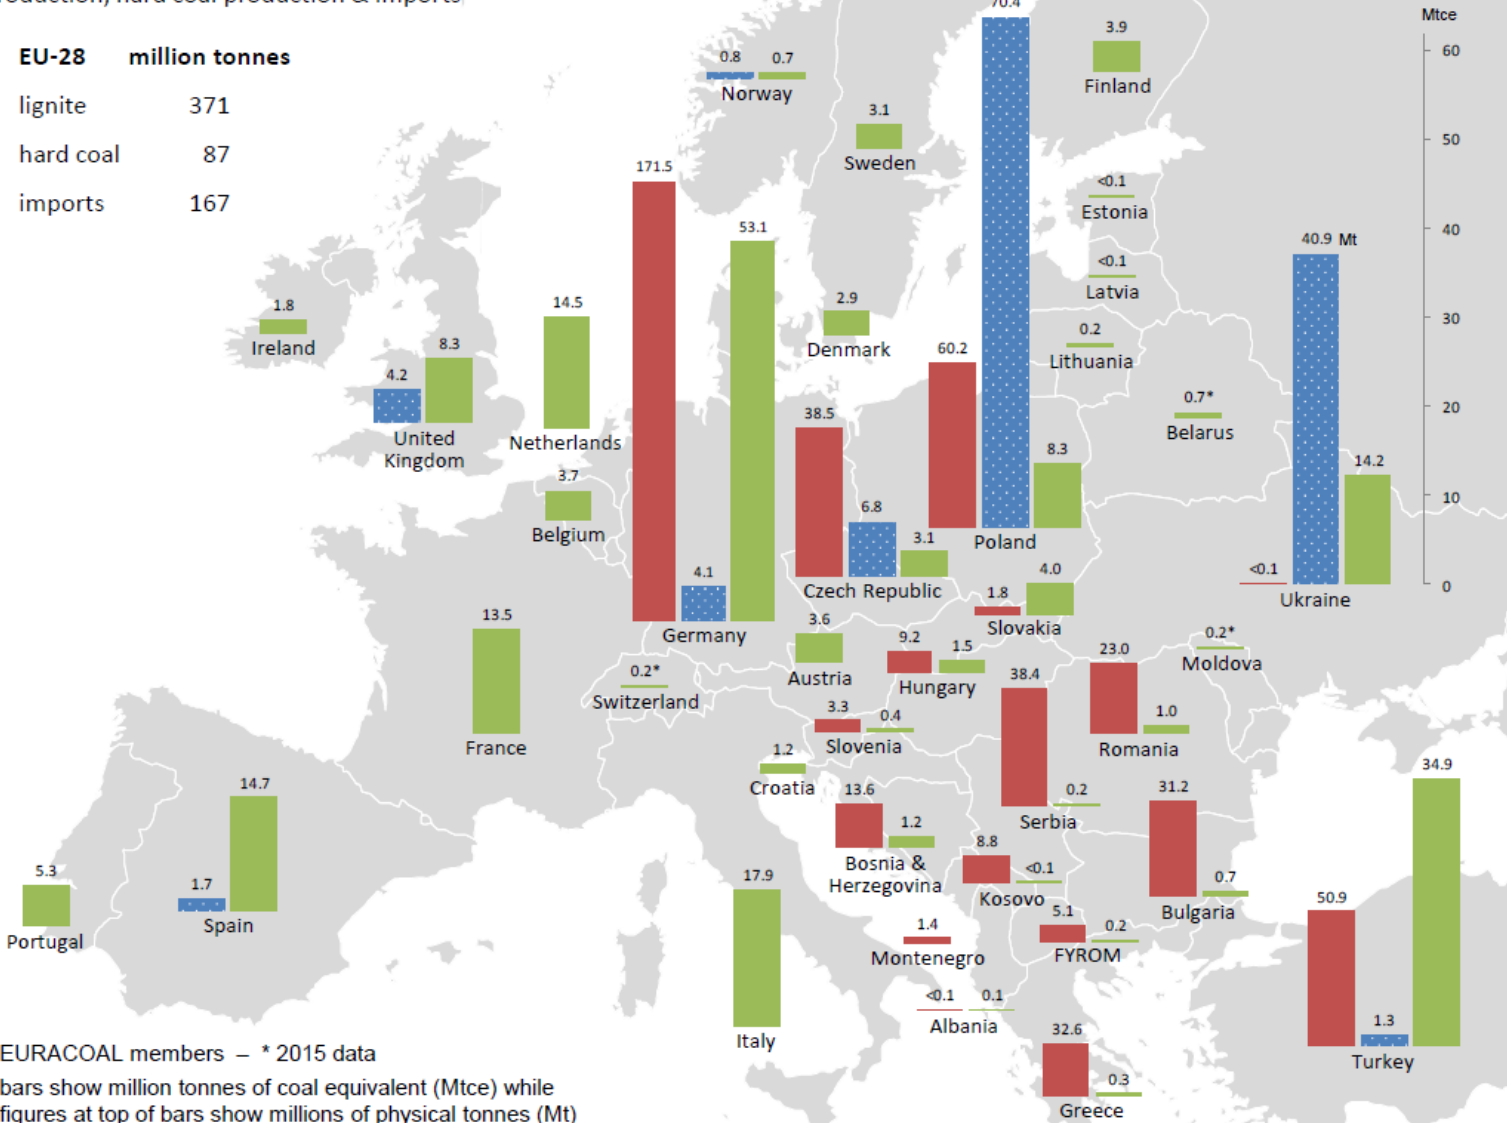 roduction, hard coal production & imports
EU-28 million tonnes
lignite 371
hard coal 87
imports 167
70.4
Mtce
60
50
40
30
20
10
0
0.8 0.7
Norway
3.9
Finland
3.1
Sweden
<0.1
Estonia
<0.1
Latvia
0.2
Lithuania
0.7*
Belarus
40.9 Mt
<0.1
14.2
Ukraine
1.8
Ireland
4.2
8.3
United
Kingdom
14.5
Netherlands
3.7
Belgium
171.5
4.1
53.1
Germany
2.9
Denmark
60.2
8.3
Poland
38.5
6.8
3.1
Czech Republic
1.8
4.0
Slovakia
13.5
France
0.2*
Switzerland
3.6
Austria
9.2
1.5
Hungary
3.3
0.4
Slovenia
38.4
0.2
Serbia
23.0
1.0
Romania
0.2*
Moldova
1.2
Croatia
13.6
1.2
Bosnia &
Herzegovina
8.8
<0.1
Kosovo
31.2
0.7
Bulgaria
5.1
0.2
FYROM
1.4
Montenegro
<0.1 0.1
Albania
32.6
0.3
Greece
50.9
1.3
34.9
Turkey
17.9
Italy
5.3
Portugal
1.7
14.7
Spain
EURACOAL members – * 2015 data
bars show million tonnes of coal equivalent (Mtce) while
figures at top of bars show millions of physical tonnes (Mt)